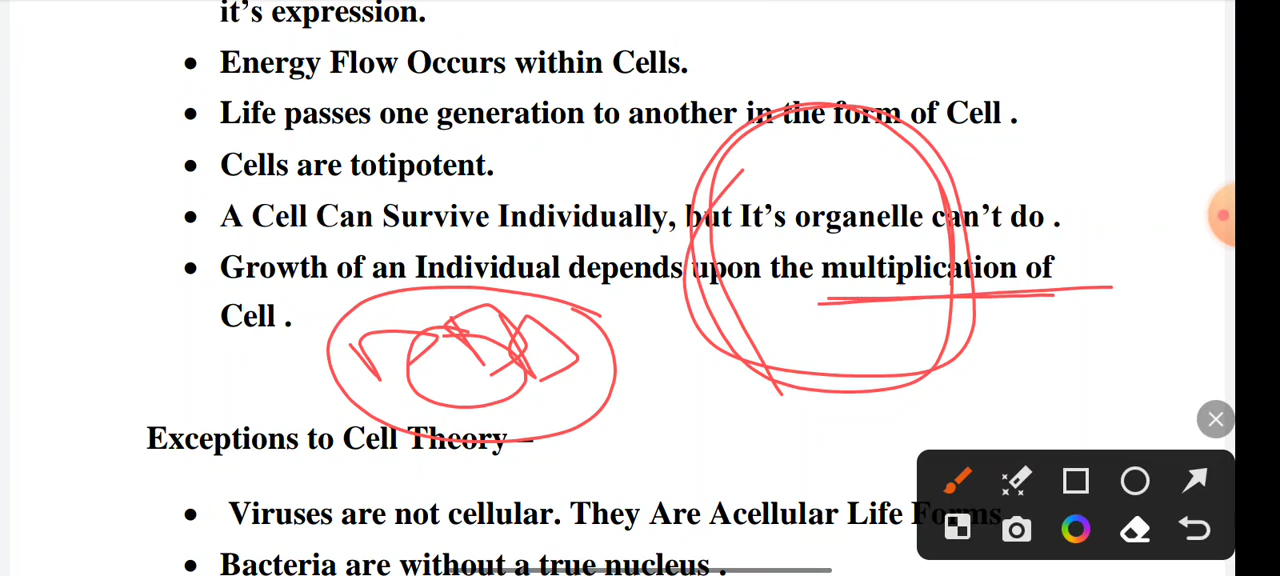 it’s expression.
• Energy Flow Occurs within Cells.
• Life passes one generation to another in the form of Cell .
• Cells are totipotent.
• A Cell Can Survive Individually, but It’s organelle can’t do .
• Growth of an Individual depends upon the multiplication of
Cell .
Exceptions to Cell Theory –
• Viruses are not cellular. They Are Acellular Life Forms
• Bacteria are without a true nucleus .